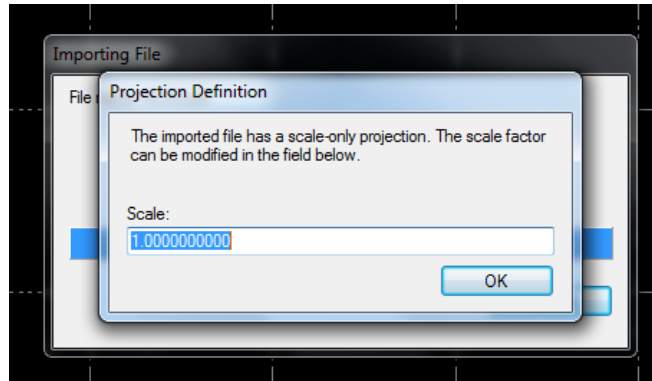 Importing File
File
Projection Definition
The imported file has a scale-only projection. The scale factor
can be modified in the field below.
Scale:
1.0000000000
OK